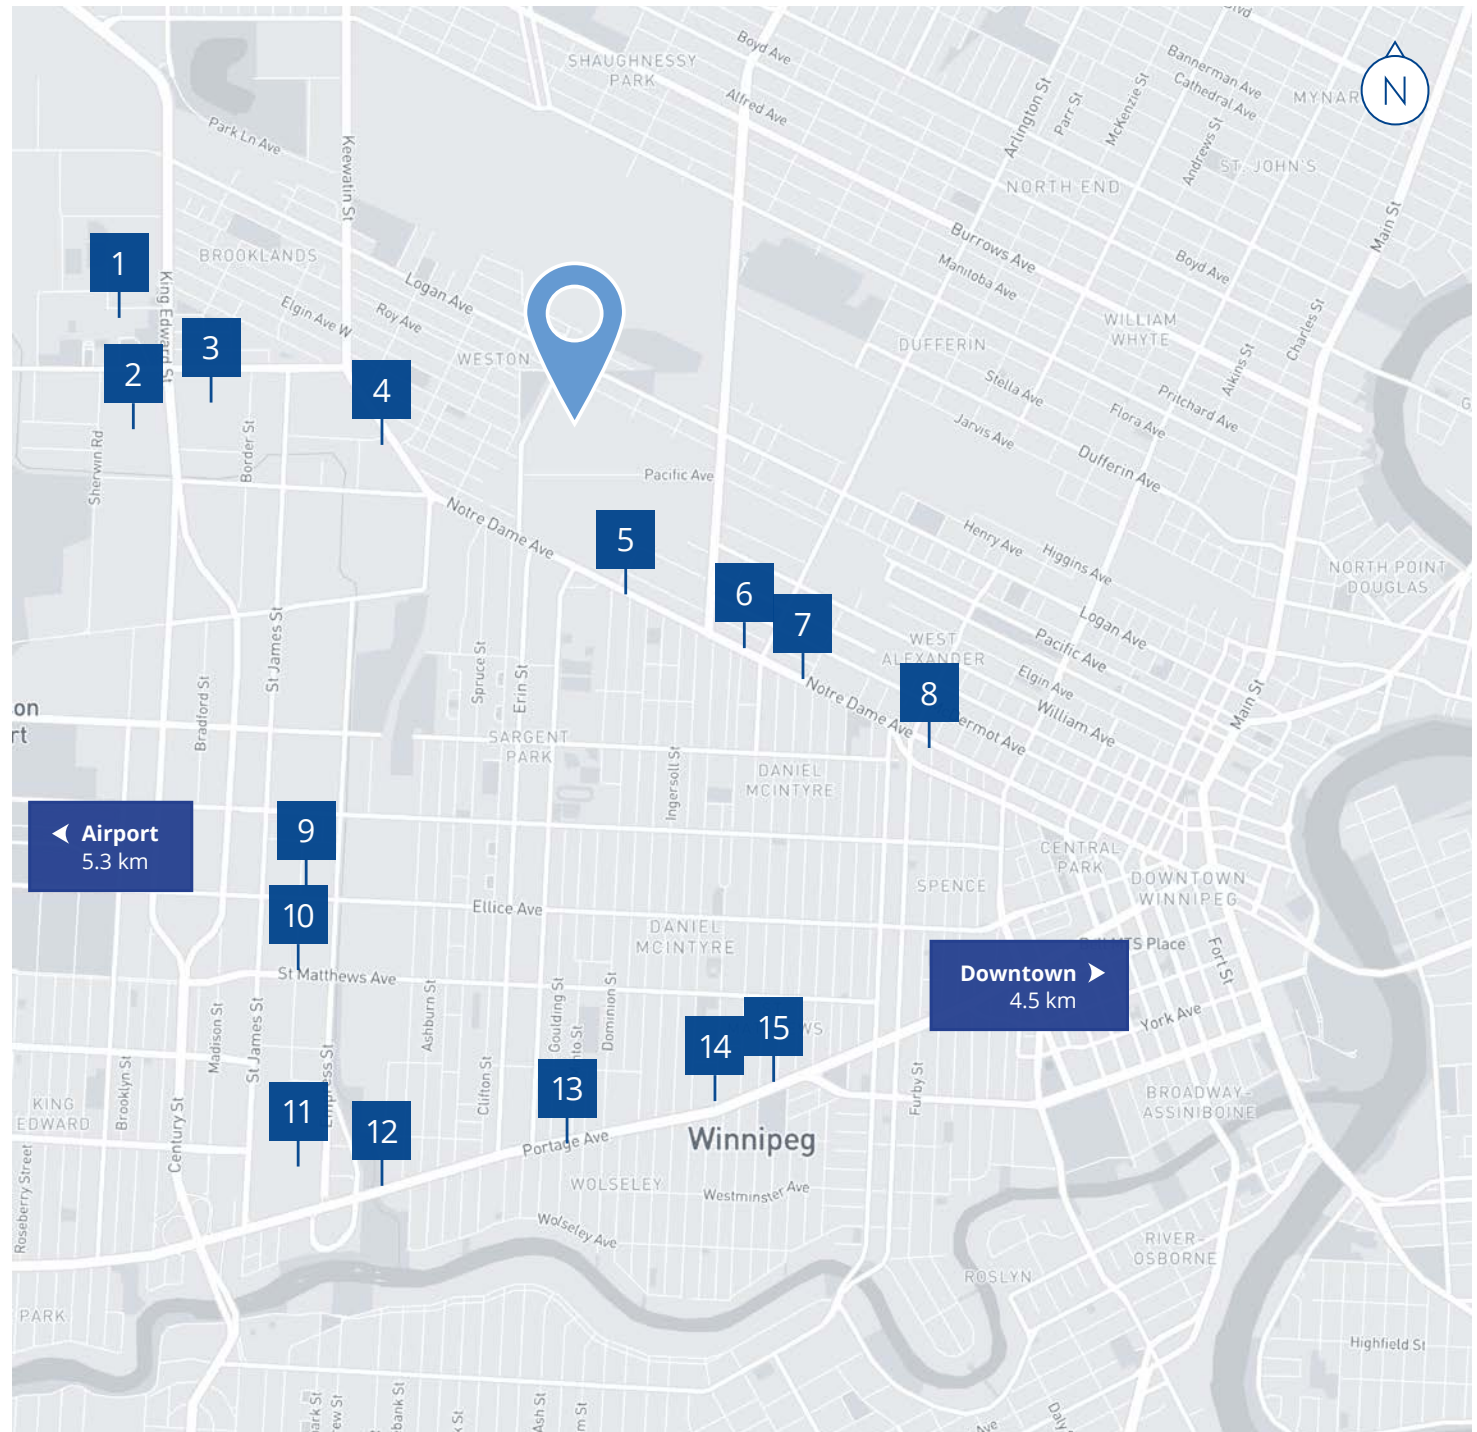 Boyd Ave
SHAUGHNESSY
PARK
Alfred Ave
Bannerman Ave
Cathedral Ave
N
Arlington St
Parr St
McKenzie St
Andrews St
ST. JOHN'S
NORTH END
Park Ln Ave
Keewatin St
Main St
1
BROOKLANDS
King Edward St
Logan Ave
Elgin Ave W
Roy Ave
Burrows Ave
Manitoba Ave
Boyd Ave
WILLIAM
WHYTE
Charles St
3
2
WESTON
DUFFERIN
Aikins St
4
Stella Ave
Pritchard Ave
Flora Ave
Jarvis Ave
Dufferin Ave
Sherwin Rd
Border St
Pacific Ave
Notre Dame Ave
5
Henry Ave
Higgins Ave
NORTH POINT
DOUGLAS
6
7
Logan Ave
Pacific Ave
WEST
ALEXANDER
St James St
Spruce St
Erin St
Elgin Ave
8
Notre Dame Ave
William Ave
Main St
Bradford St
SARGENT
PARK
Ingersoll St
DANIEL
MCINTYRE
Airport
5.3 km
9
CENTRAL
PARK
DOWNTOWN
WINNIPEG
SPENCE
10
Ellice Ave
DANIEL
MCINTYRE
Place
Fort St
Downtown
4.5 km
St Matthews Ave
Ashburn St
Goulding St
Dominion St
York Ave
Madison St
St James St
14
15
13
Clifton St
Furby St
Brooklyn St
11
12
KING
EDWARD
Century St
BROADWAY-
ASSINIBOINE
Portage Ave
Winnipeg
Roseberry Street
WOLSELEY
Westminster Ave
Wolseley Ave
RIVER-
OSBORNE
ROSLYN
PARK
Highfield St
Ash St